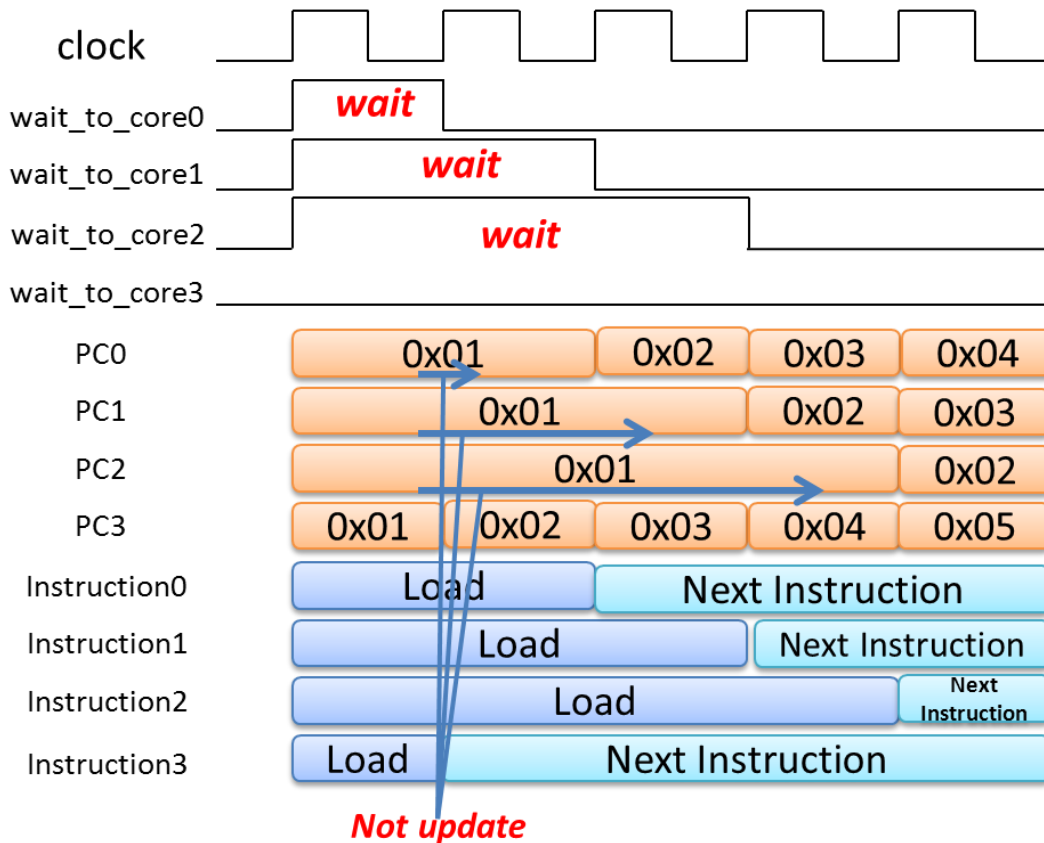 clock
wait_to_core0 wait
wait_to_core1 wait
wait_to_core2 wait
wait_to_core3
PC0 0x01 0x02 0x03 0x04
PC1 0x01 0x02 0x03
PC2 0x01 0x02
PC3 0x01 0x02 0x03 0x04 0x05
Instruction0 Load Next Instruction
Instruction1 Load Next Instruction
Instruction2 Load Next
Instruction
Instruction3 Load Next Instruction
Not update